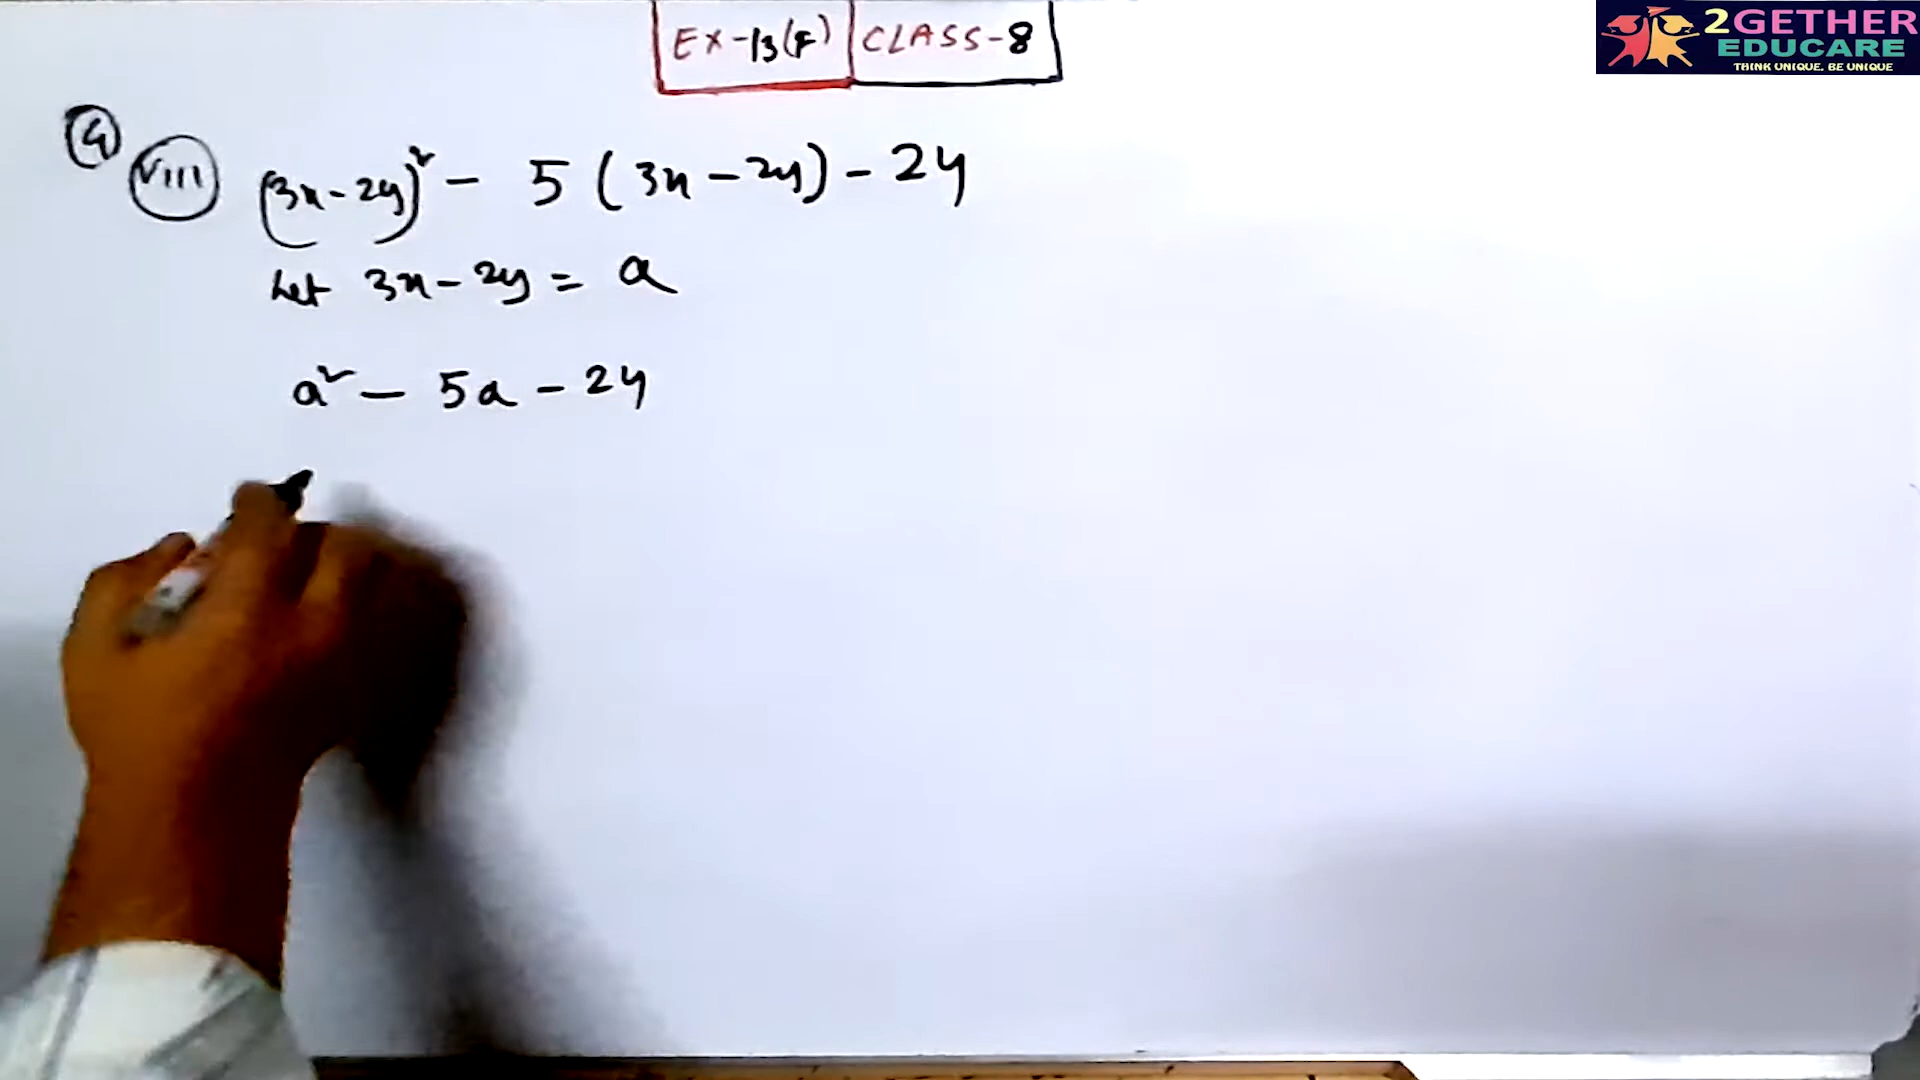 EX-13(F) CLASS-8
2GETHER
EDUCARE
THINK UNIQUE. BE UNIQUE
4
VIII (3x-2y)² - 5(3x-2y) - 24
Let 3x-2y = a
a² - 5a - 24